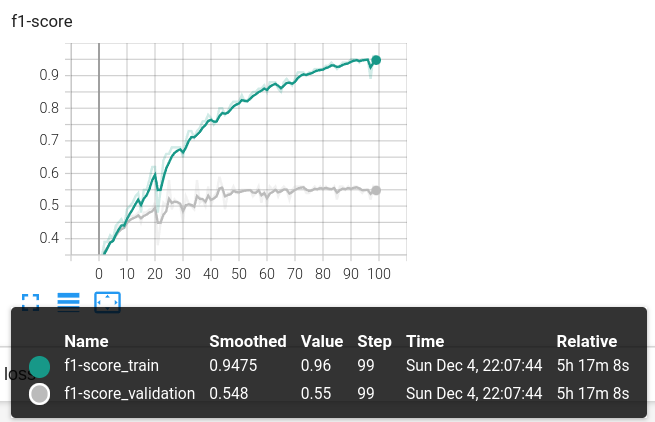 f1-score
0.9
0.8
0.7
0.6
0.5
0.4
0 10 20 30 40 50 60 70 80 90 100
Name Smoothed Value Step Time Relative
f1-score_train 0.9475 0.96 99 Sun Dec 4, 22:07:44 5h 17m 8s
loss
f1-score_validation 0.548 0.55 99 Sun Dec 4, 22:07:44 5h 17m 8s